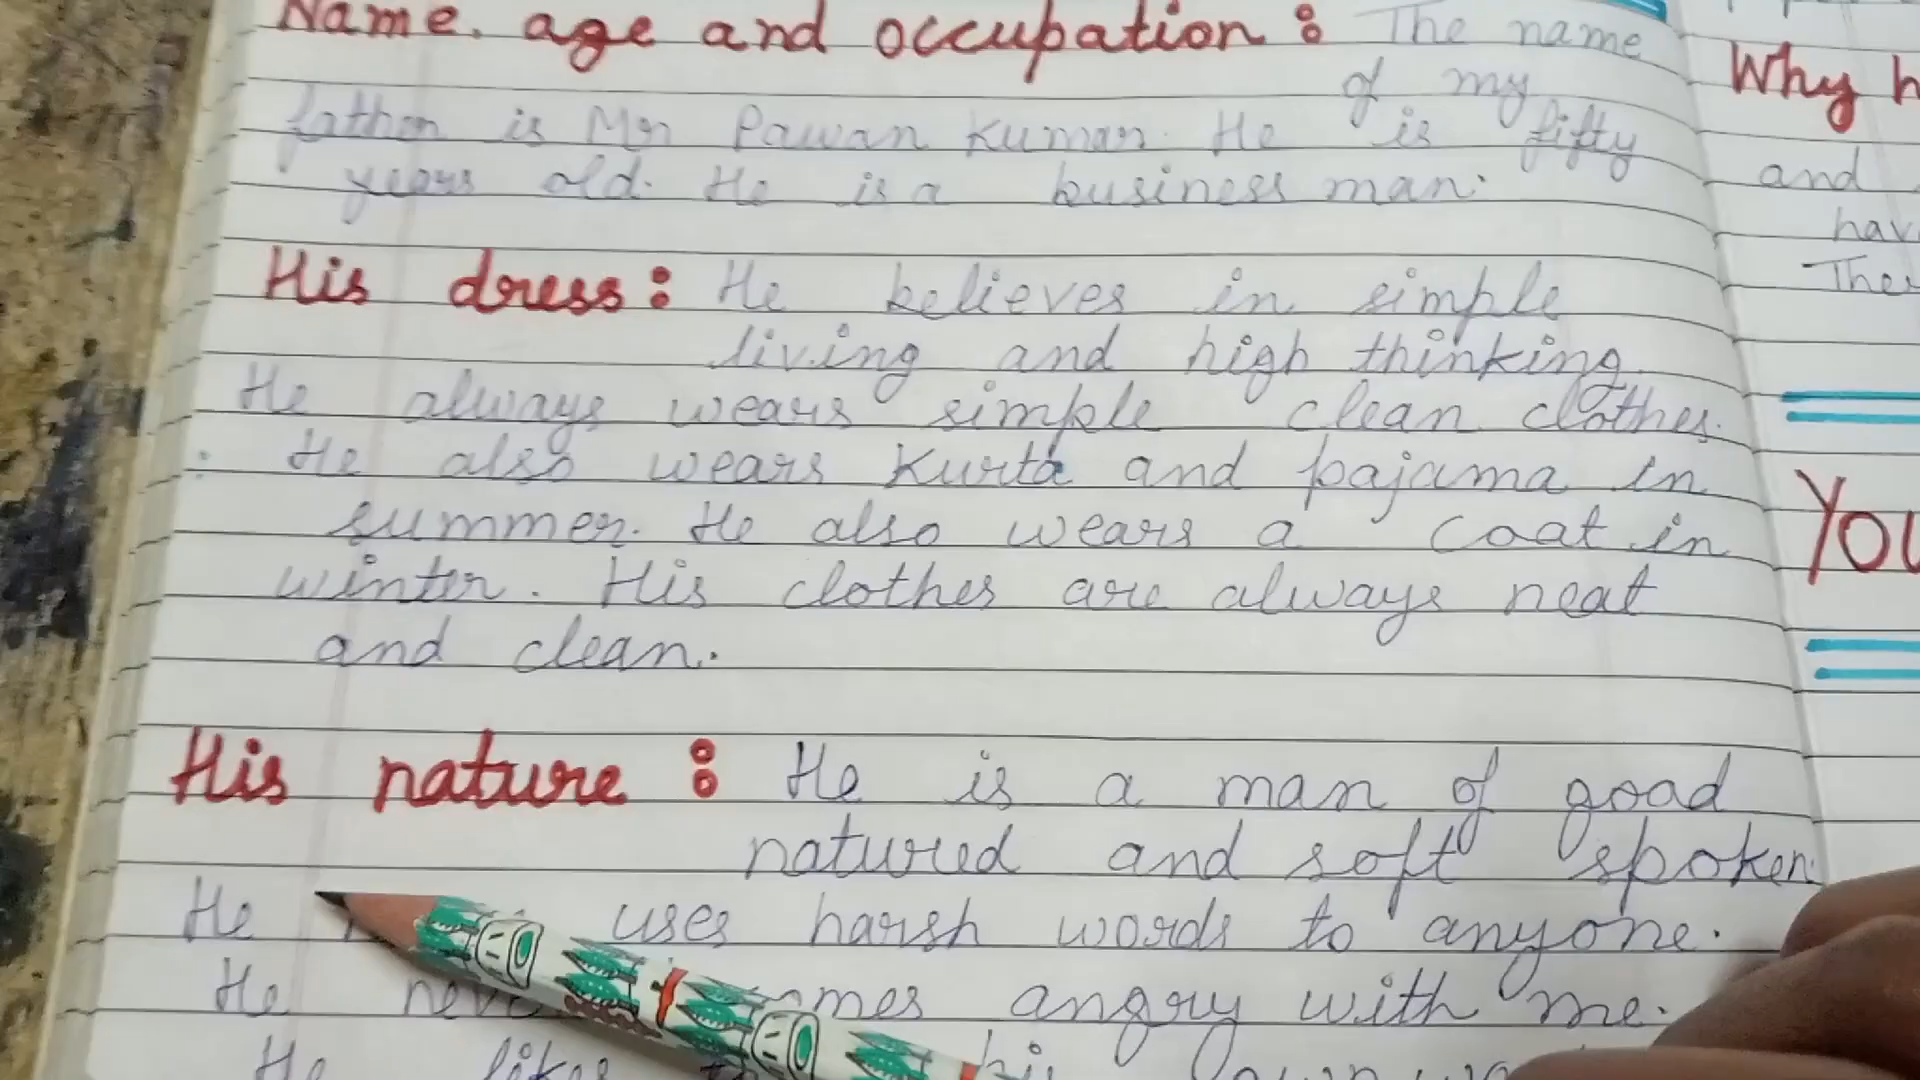 Name. age and occupation : The name
of my
father is Mr Pawan Kumar. He is fifty
years old. He is a business man.
His dress : He believes in simple
living and high thinking.
He always wears simple clean clothes.
He also wears Kurta and pajama in
summer. He also wears a coat in
winter. His clothes are always neat
and clean.
His nature : He is a man of good
natured and soft spoken.
He uses harsh words to anyone.
He angry with me.
He likes
Why
and
YOU